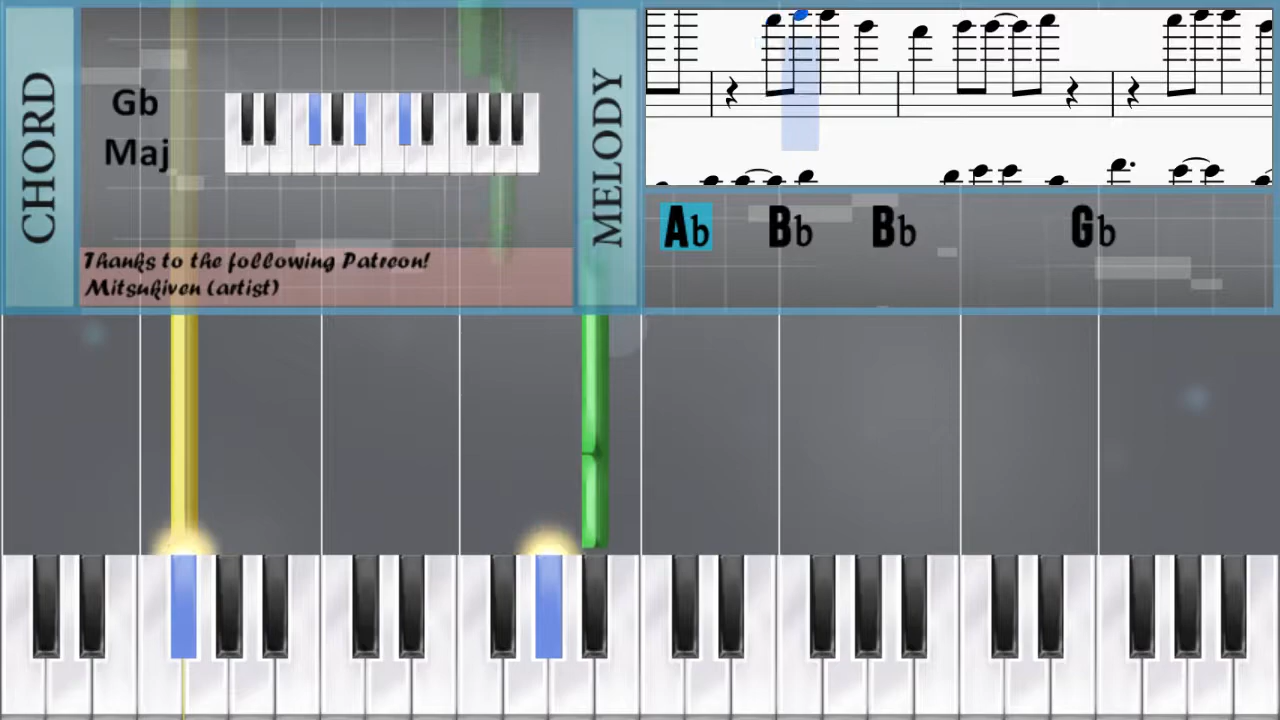 CHORD
Gb
Maj
Thanks to the following Patreon!
Mitsukiven (artist)
MELODY
Ab Bb Bb Gb